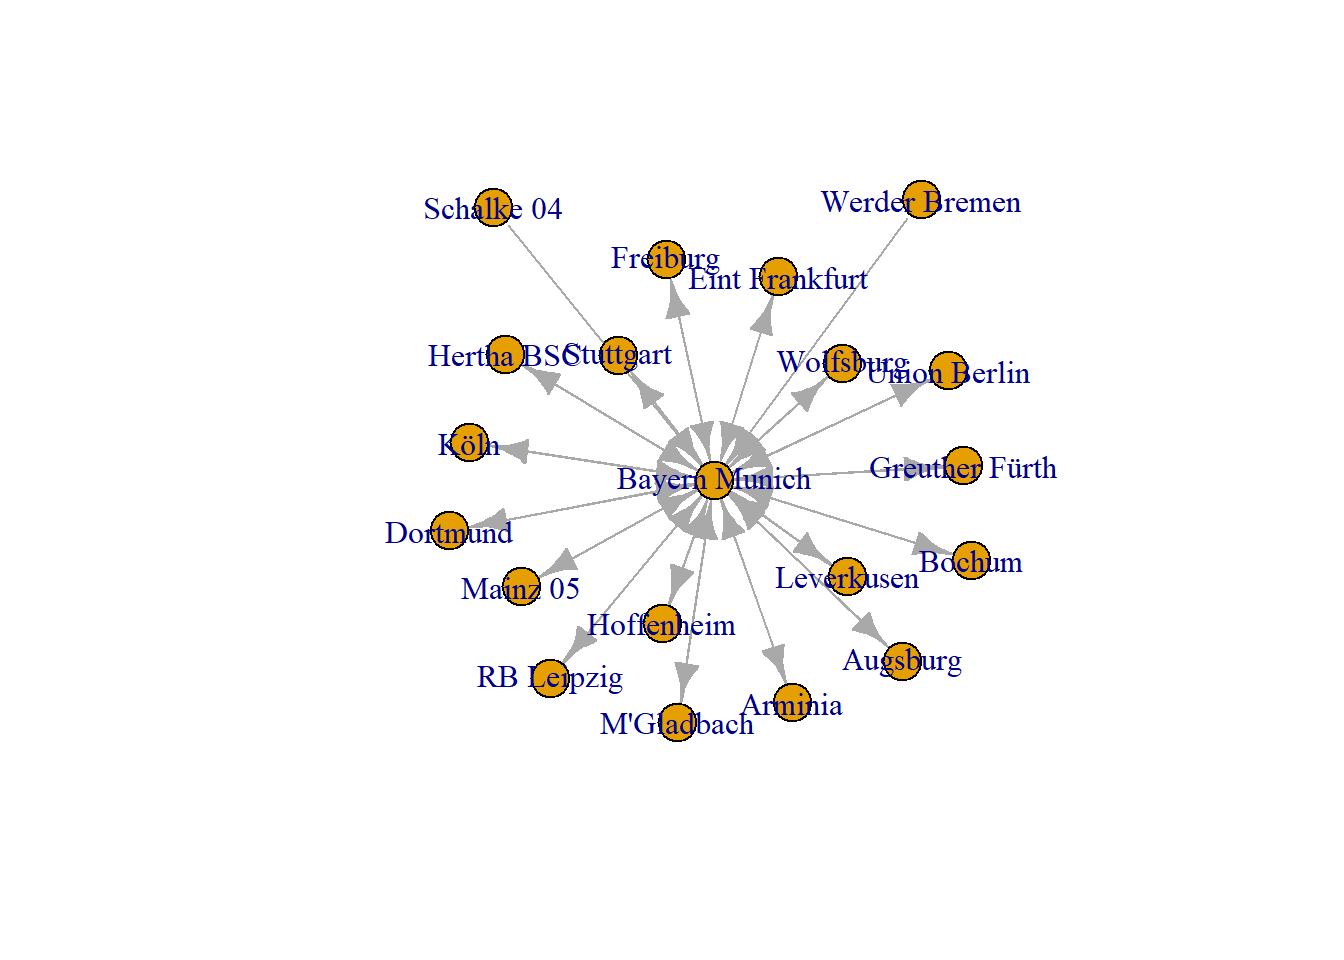 Schalke 04
Werder Bremen
Freiburg
Eint Frankfurt
Hertha BSC
Stuttgart
Wolfsburg
Union Berlin
Köln
Greuther Fürth
Bayern Munich
Dortmund
Bochum
Leverkusen
Mainz 05
Hoffenheim
Augsburg
RB Leipzig
Arminia
M'Gladbach